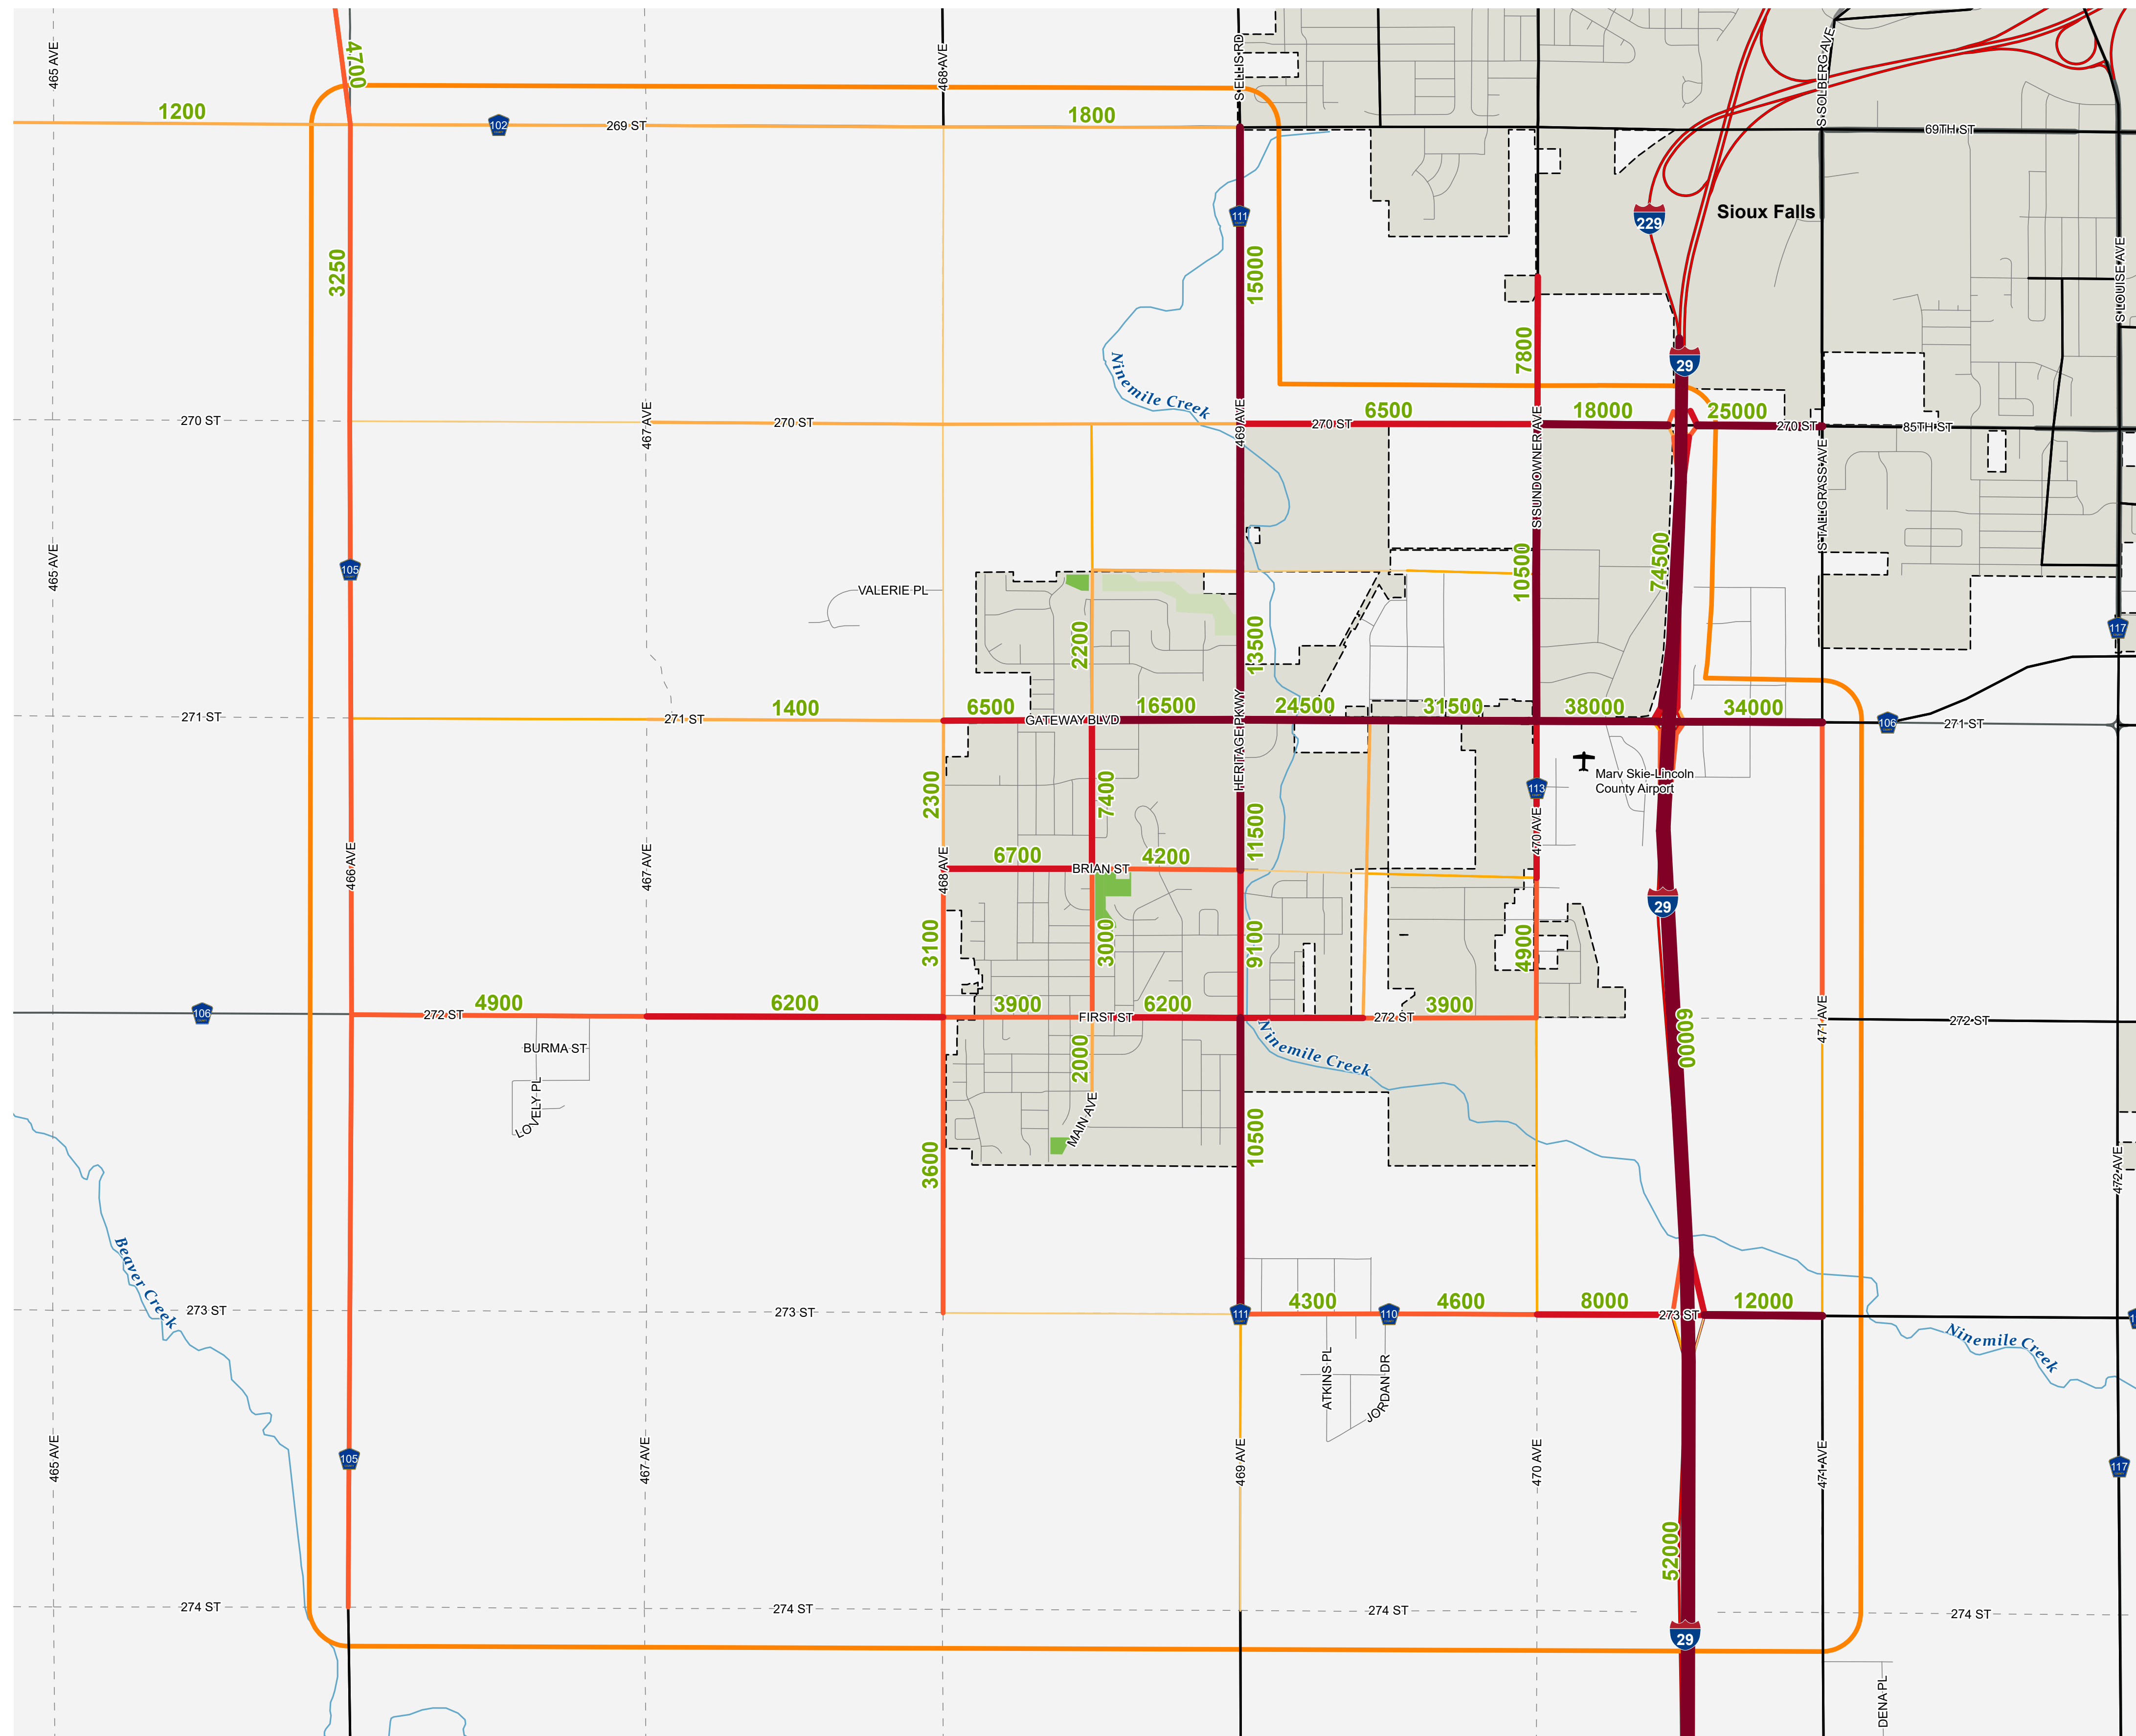 465 AVE
4700
468 AVE
S ELLIS RD
S SOLBERG AVE
1200
102
269 ST
1800
69TH ST
3250
111
15000
229
Sioux Falls
S LOUISE AVE
Ninemile Creek
7800
29
270 ST
467 AVE
270 ST
469 AVE
6500
270 ST
S SUNDOWNER AVE
18000
25000
270 ST
85TH ST
S TALLGRASS AVE
465 AVE
105
VALERIE PL
2200
13500
10500
74500
117
271 ST
271 ST
1400
6500
GATEWAY BLVD
16500
HERITAGE PKWY
24500
31500
38000
34000
106
271 ST
Marv Skie-Lincoln
County Airport
113
2300
7400
11500
470 AVE
466 AVE
467 AVE
468 AVE
6700
BRIAN ST
4200
29
3100
3000
9100
4900
106
272 ST
4900
6200
3900
FIRST ST
6200
272 ST
3900
60000
471 AVE
272 ST
BURMA ST
LOVELY PL
2000
MAIN AVE
Ninemile Creek
3600
10500
472 AVE
Beaver Creek
273 ST
273 ST
111
4300
110
4600
8000
273 ST
12000
Ninemile Creek
ATKINS PL
JORDAN DR
465 AVE
105
467 AVE
469 AVE
470 AVE
471 AVE
117
52000
274 ST
274 ST
274 ST
274 ST
29
DENA PL